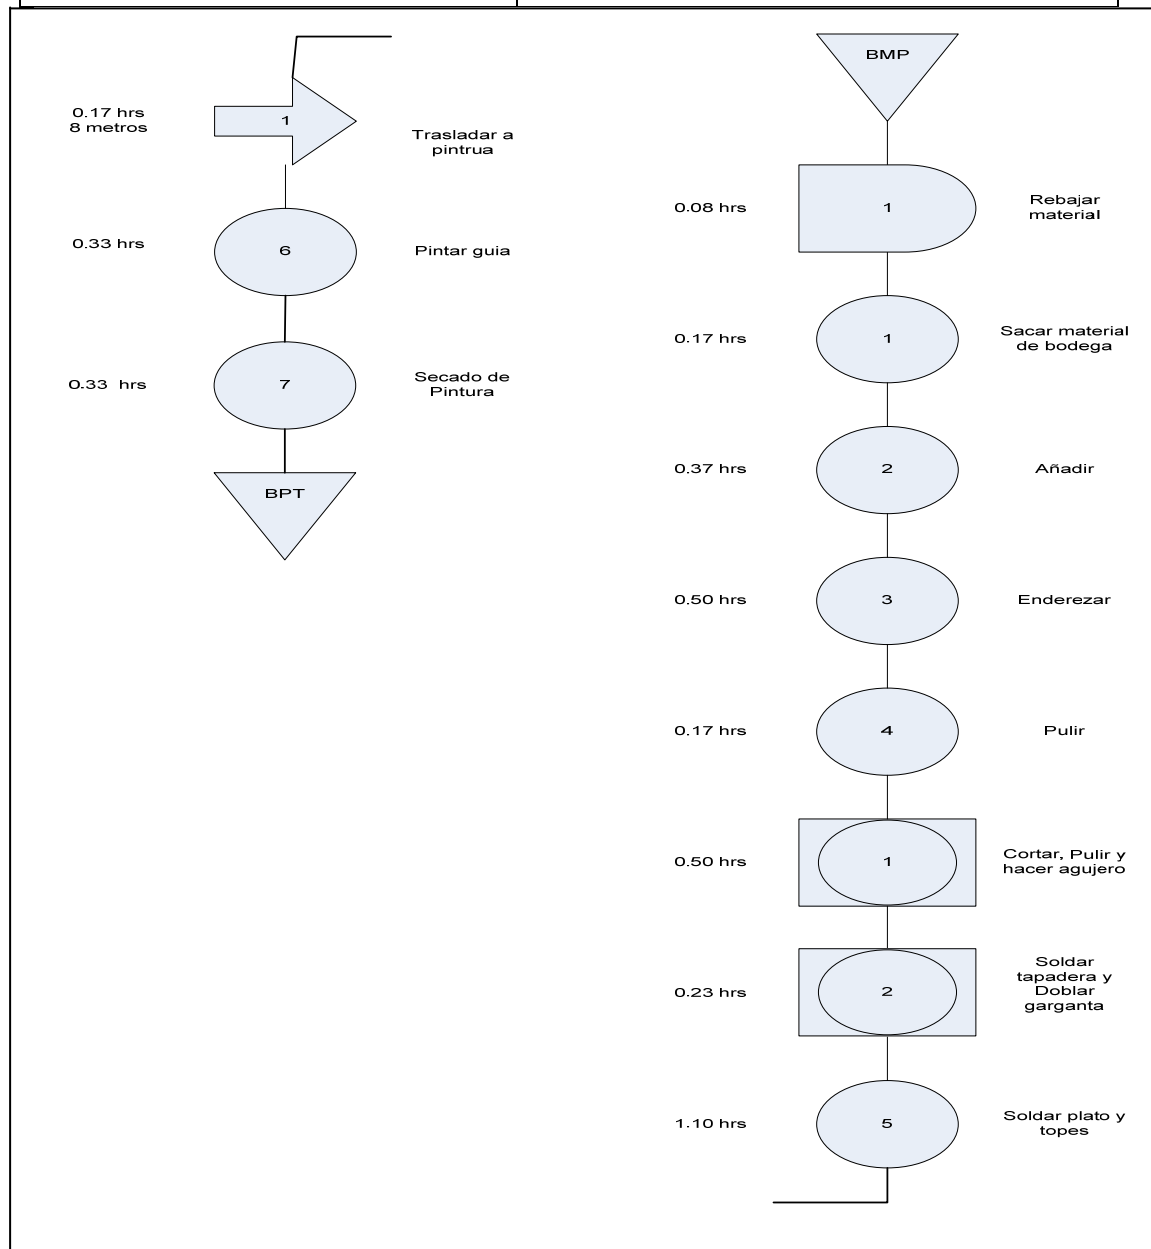 0.17 hrs
8 metros
1
Trasladar a
pintrua
0.33 hrs
6
Pintar guia
0.33 hrs
7
Secado de
Pintura
BPT
BMP
0.08 hrs
1
Rebajar
material
0.17 hrs
1
Sacar material
de bodega
0.37 hrs
2
Añadir
0.50 hrs
3
Enderezar
0.17 hrs
4
Pulir
0.50 hrs
1
Cortar, Pulir y
hacer agujero
0.23 hrs
2
Soldar
tapadera y
Doblar
garganta
1.10 hrs
5
Soldar plato y
topes